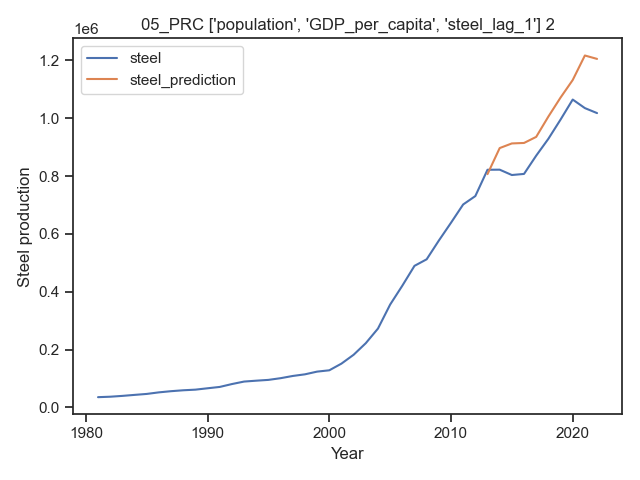 05_PRC ['population', 'GDP_per_capita', 'steel_lag_1'] 2
1e6
steel
steel_prediction
1.2
1.0
0.8
0.6
0.4
0.2
0.0
Steel production
1980
1990
2000
2010
2020
Year